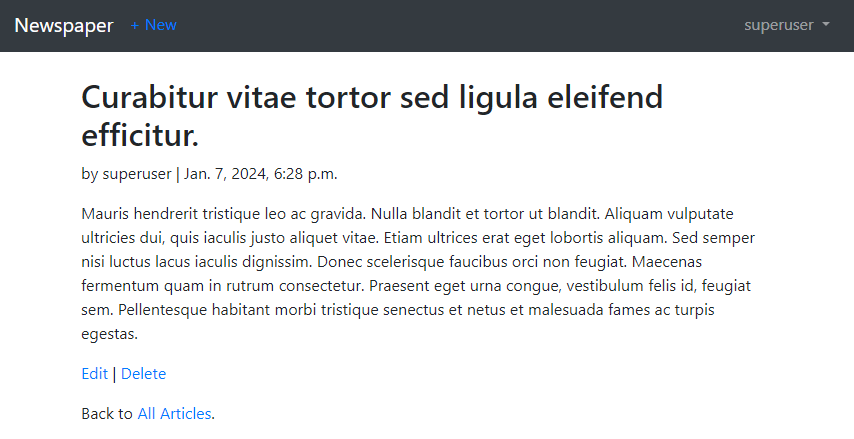 Newspaper + New superuser
Curabitur vitae tortor sed ligula eleifend
efficitur.
by superuser | Jan. 7, 2024, 6:28 p.m.
Mauris hendrerit tristique leo ac gravida. Nulla blandit et tortor ut blandit. Aliquam vulputate
ultricies dui, quis iaculis justo aliquet vitae. Etiam ultrices erat eget lobortis aliquam. Sed semper
nisi luctus lacus iaculis dignissim. Donec scelerisque faucibus orci non feugiat. Maecenas
fermentum quam in rutrum consectetur. Praesent eget urna congue, vestibulum felis id, feugiat
sem. Pellentesque habitant morbi tristique senectus et netus et malesuada fames ac turpis
egestas.
Edit | Delete
Back to All Articles.